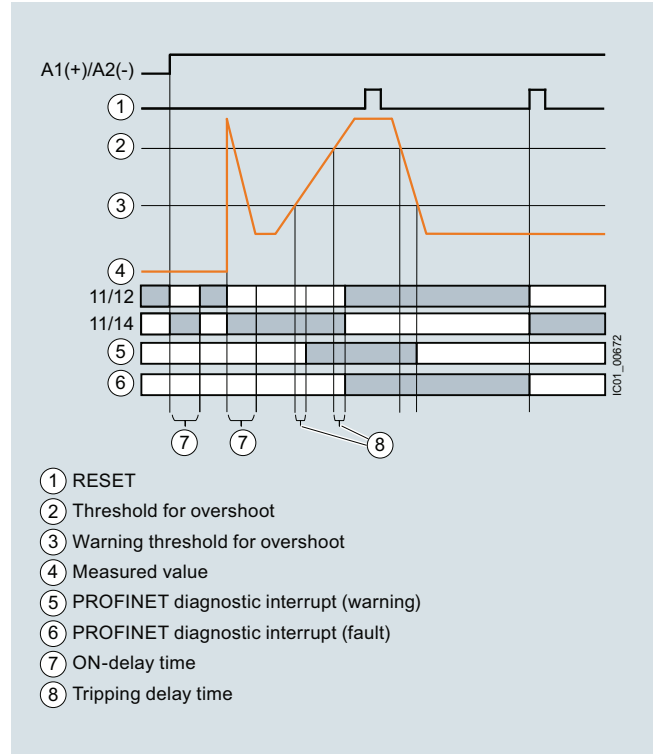 A1(+)/A2(-)
1
2
3
4
11/12
11/14
5
6
7 7 8
IC01_00672
1 RESET
2 Threshold for overshoot
3 Warning threshold for overshoot
4 Measured value
5 PROFINET diagnostic interrupt (warning)
6 PROFINET diagnostic interrupt (fault)
7 ON-delay time
8 Tripping delay time